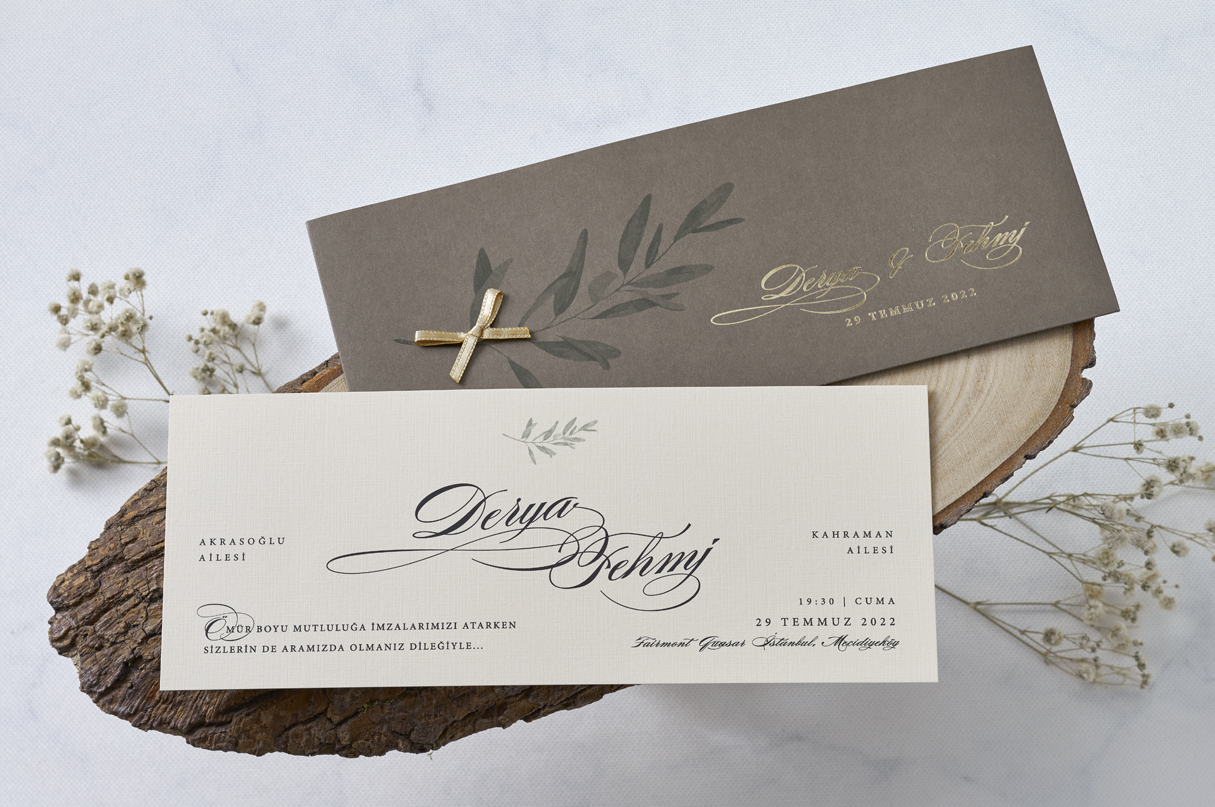 Derya & Fehmi
29 TEMMUZ 2022
Derya
Fehmi
AKRASOĞLU
AİLESİ
KAHRAMAN
AİLESİ
ÖMÜR BOYU MUTLULUĞA İMZALARIMIZI ATARKEN
SİZLERİN DE ARAMIZDA OLMANIZ DİLEĞİYLE...
19:30 | CUMA
29 TEMMUZ 2022
Fairmont Quasar İstanbul, Mecidiyeköy